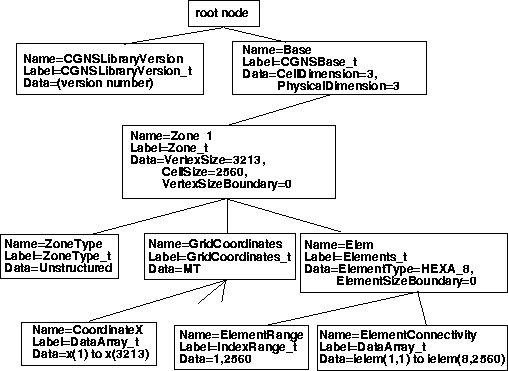 root node
Name=CGNSLibraryVersion
Label=CGNSLibraryVersion_t
Data=(version number)
Name=Base
Label=CGNSBase_t
Data=CellDimension=3,
PhysicalDimension=3
Name=Zone 1
Label=Zone_t
Data=VertexSize=3213,
CellSize=2560,
VertexSizeBoundary=0
Name=ZoneType
Label=ZoneType_t
Data=Unstructured
Name=GridCoordinates
Label=GridCoordinates_t
Data=MT
Name=Elem
Label=Elements_t
Data=ElementType=HEXA_8,
ElementSizeBoundary=0
Name=CoordinateX
Label=DataArray_t
Data=x(1) to x(3213)
Name=ElementRange
Label=IndexRange_t
Data=1,2560
Name=ElementConnectivity
Label=DataArray_t
Data=ielem(1,1) to ielem(8,2560)